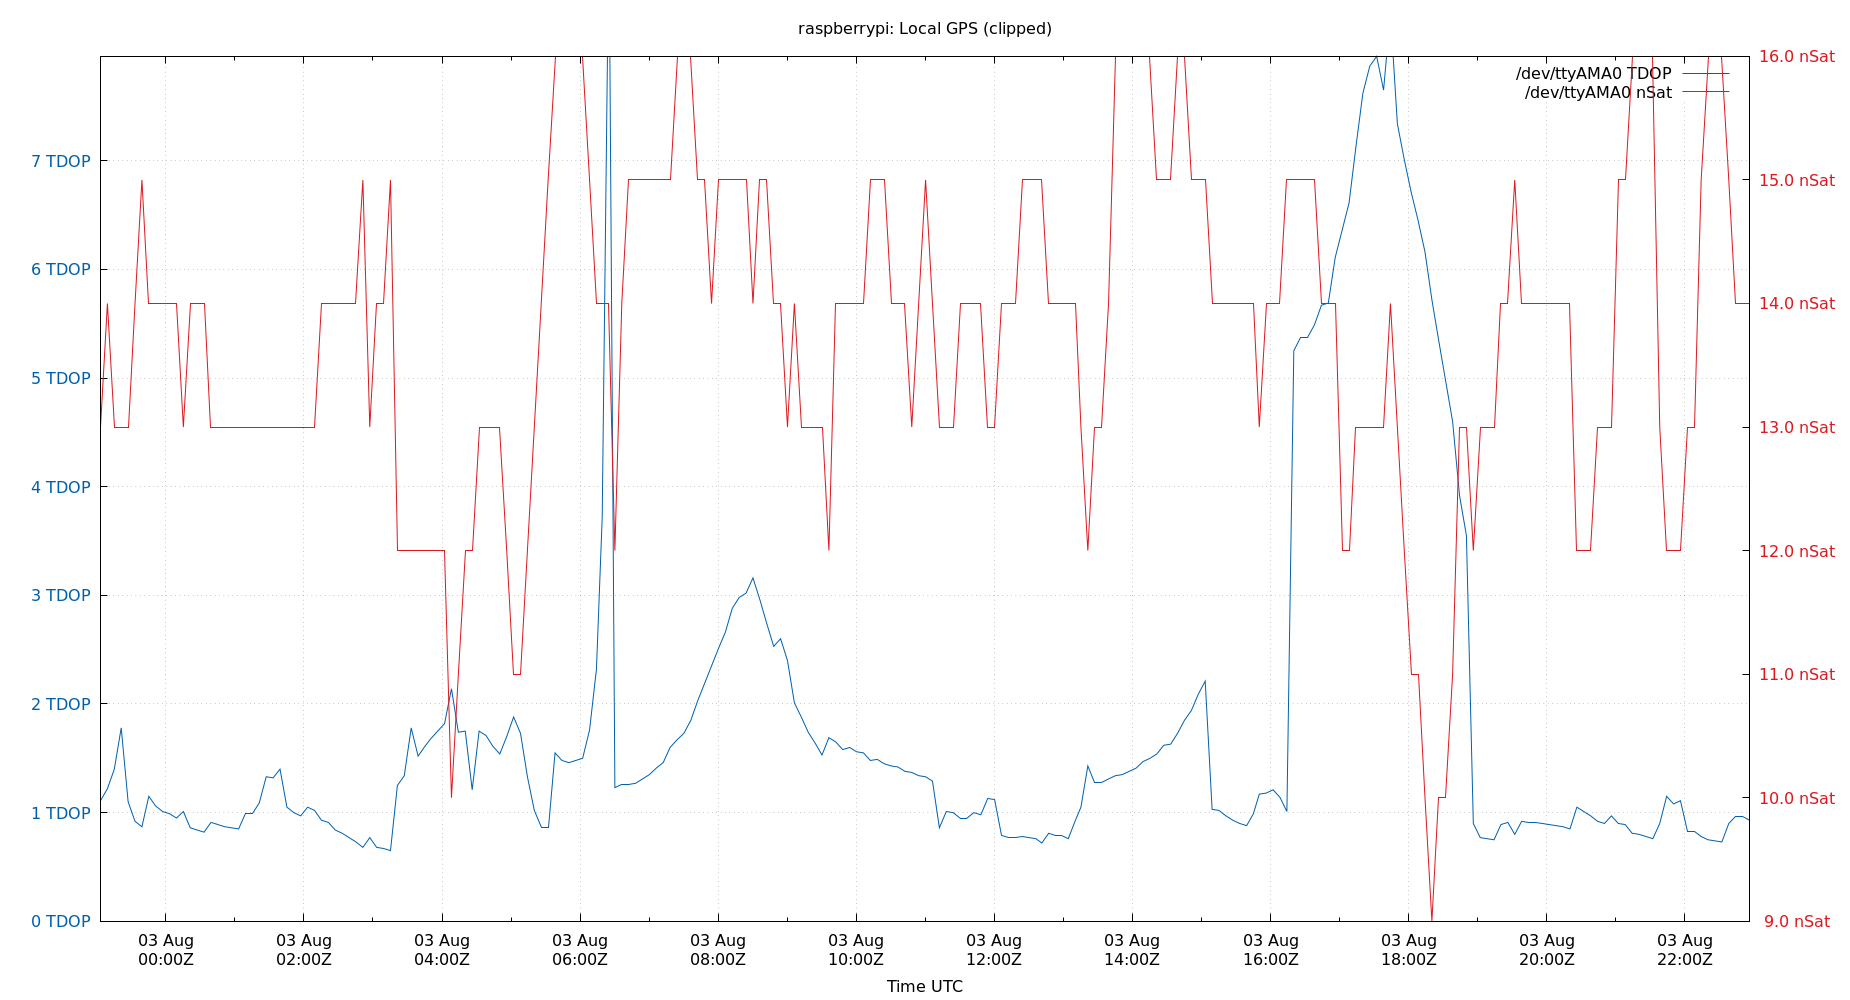 raspberrypi: Local GPS (clipped)
/dev/ttyAMA0 TDOP
/dev/ttyAMA0 nSat
7 TDOP
6 TDOP
5 TDOP
4 TDOP
3 TDOP
2 TDOP
1 TDOP
0 TDOP
16.0 nSat
15.0 nSat
14.0 nSat
13.0 nSat
12.0 nSat
11.0 nSat
10.0 nSat
9.0 nSat
03 Aug
00:00Z
03 Aug
02:00Z
03 Aug
04:00Z
03 Aug
06:00Z
03 Aug
08:00Z
03 Aug
10:00Z
03 Aug
12:00Z
03 Aug
14:00Z
03 Aug
16:00Z
03 Aug
18:00Z
03 Aug
20:00Z
03 Aug
22:00Z
Time UTC